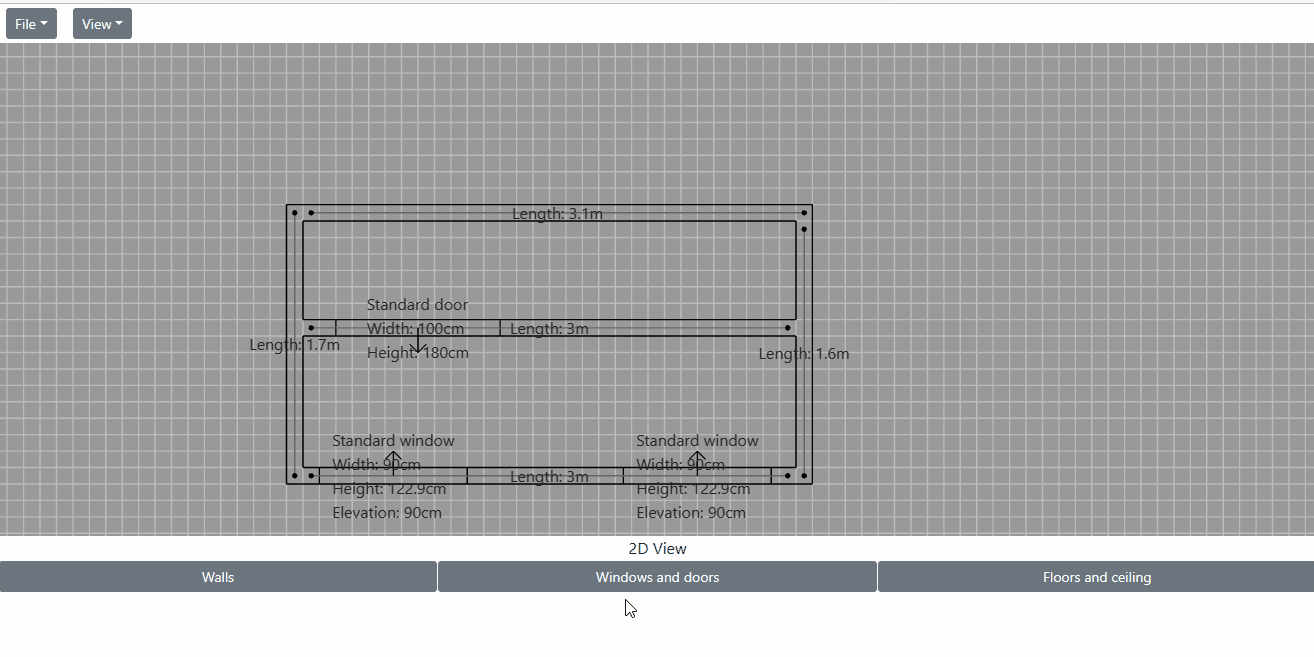 File
View
Length: 3.1m
Standard door
Width: 100cm
Length: 3m
Height: 180cm
Length: 1.7m
Length: 1.6m
Standard window
Width: 90cm
Height: 122.9cm
Elevation: 90cm
Length: 3m
Standard window
Width: 90cm
Height: 122.9cm
Elevation: 90cm
2D View
Walls
Windows and doors
Floors and ceiling